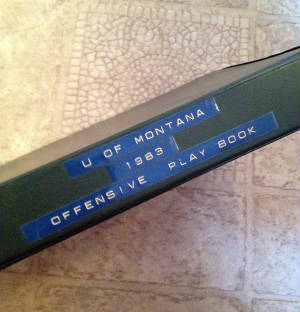 U OF MONTANA
1983
OFFENSIVE PLAY BOOK